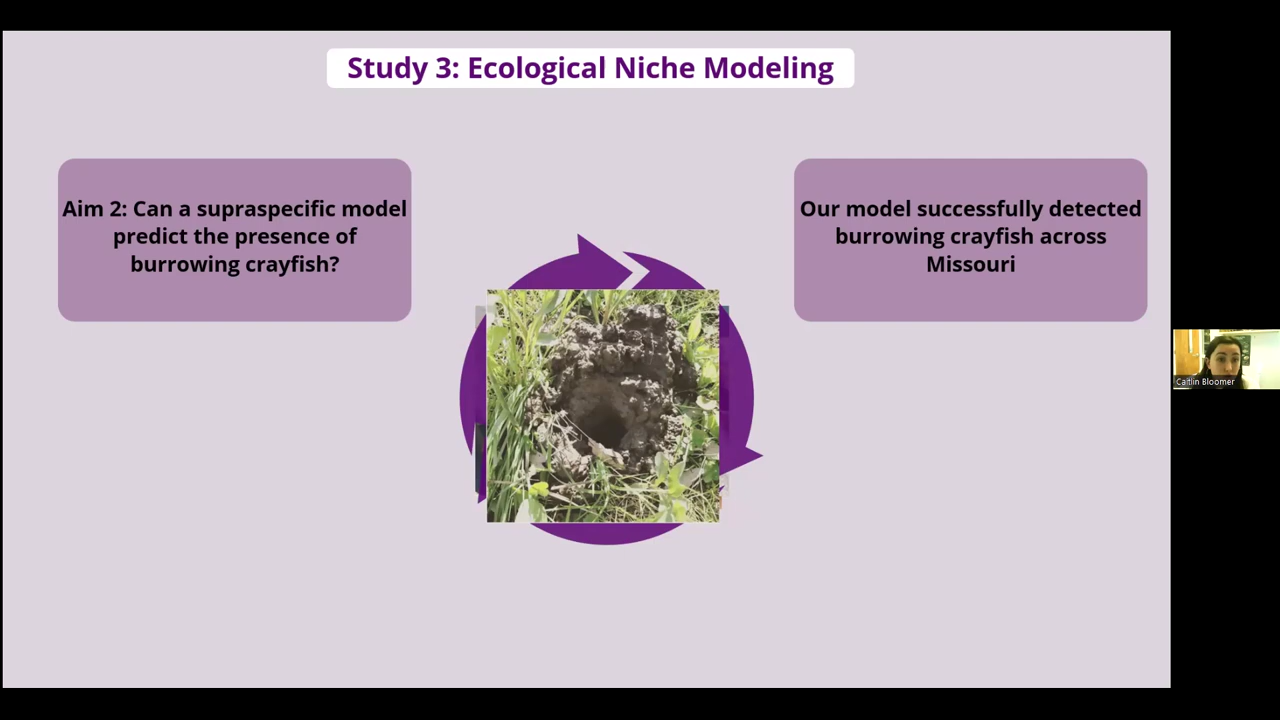 Study 3: Ecological Niche Modeling
Aim 2: Can a supraspecific model
predict the presence of
burrowing crayfish?
Our model successfully detected
burrowing crayfish across
Missouri
Caitlin Bloomer